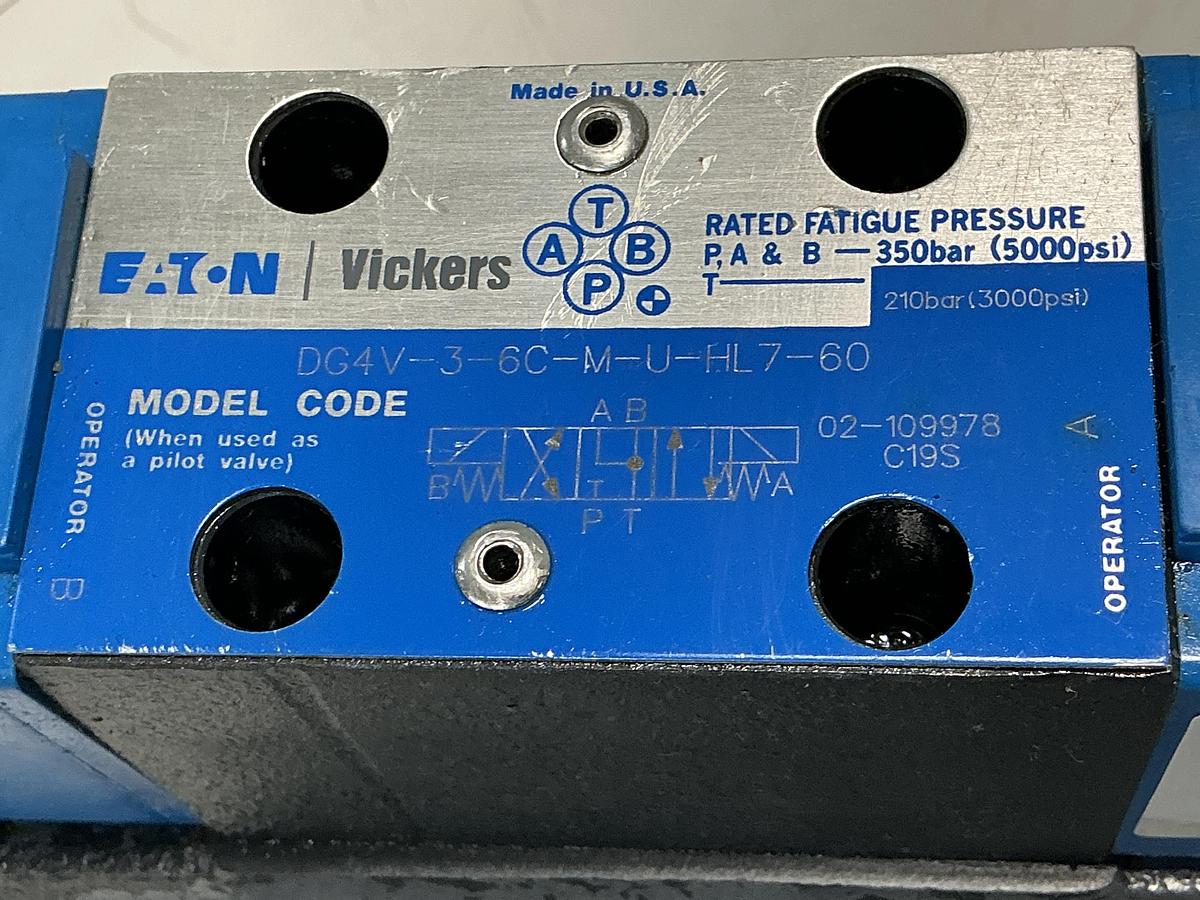 Made in U.S.A.
T
A B
P
EATON | Vickers
RATED FATIGUE PRESSURE
P, A & B — 350bar (5000psi)
T——— 210bar(3000psi)
DG4V-3-6C-M-U-HL7-60
MODEL CODE
(When used as
a pilot valve)
OPERATOR
B
A B
B T A
P T
02-109978
C19S
A
OPERATOR